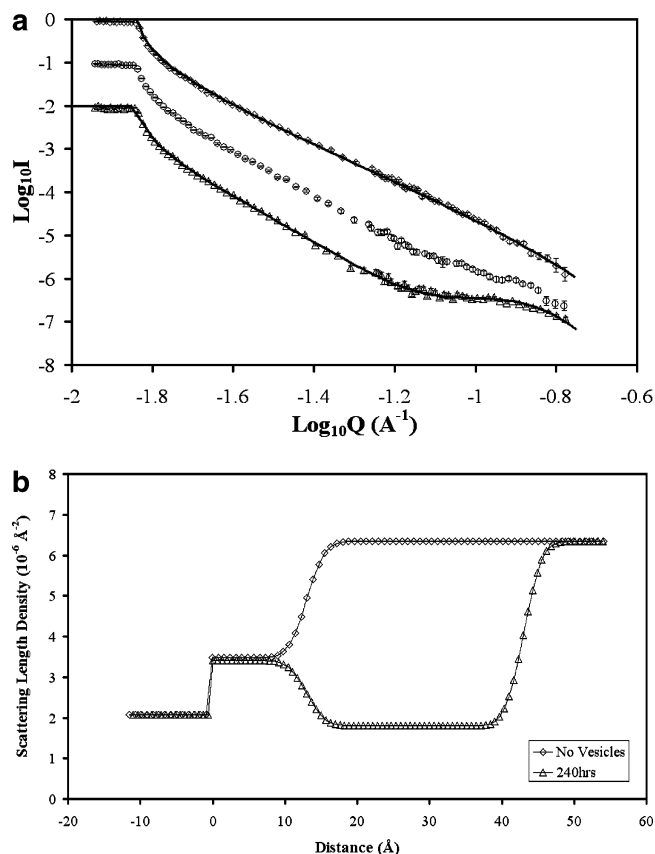 a
0
-1
-2
-3
-4
-5
-6
-7
Log10I
-2 -1.8 -1.6 -1.4 -1.2 -1 -0.8 -0.6
Log10Q (A-1)
b
8
7
6
5
4
3
2
1
0
Scattering Length Density (10-6 Å-2)
No Vesicles
240hrs
-20 -10 0 10 20 30 40 50 60
Distance (Å)